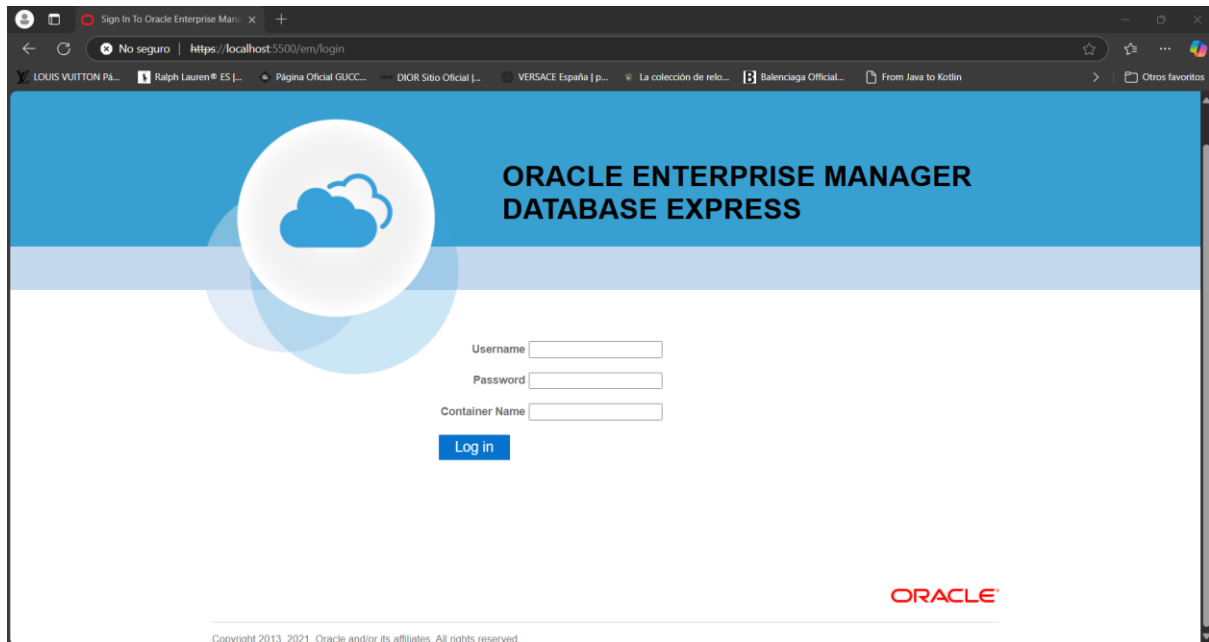 Sign In To Oracle Enterprise Mana
No seguro | https://localhost:5500/em/login
LOUIS VUITTON Pá...
Ralph Lauren® ES |...
Página Oficial GUCC...
DIOR Sitio Oficial |...
VERSACE España | p...
La colección de relo...
Balenciaga Official...
From Java to Kotlin
Otros favoritos
ORACLE ENTERPRISE MANAGER
DATABASE EXPRESS
Username
Password
Container Name
Log in
ORACLE
Copyright 2013, 2021, Oracle and/or its affiliates. All rights reserved.